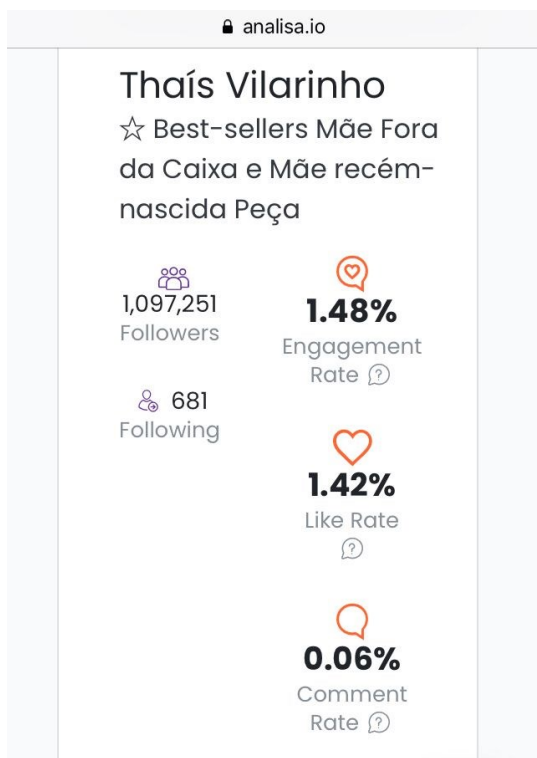 analisa.io
Thaís Vilarinho
☆ Best-sellers Mãe Fora
da Caixa e Mãe recém-
nascida Peça
1,097,251
Followers
681
Following
1.48%
Engagement
Rate ?
1.42%
Like Rate
?
0.06%
Comment
Rate ?